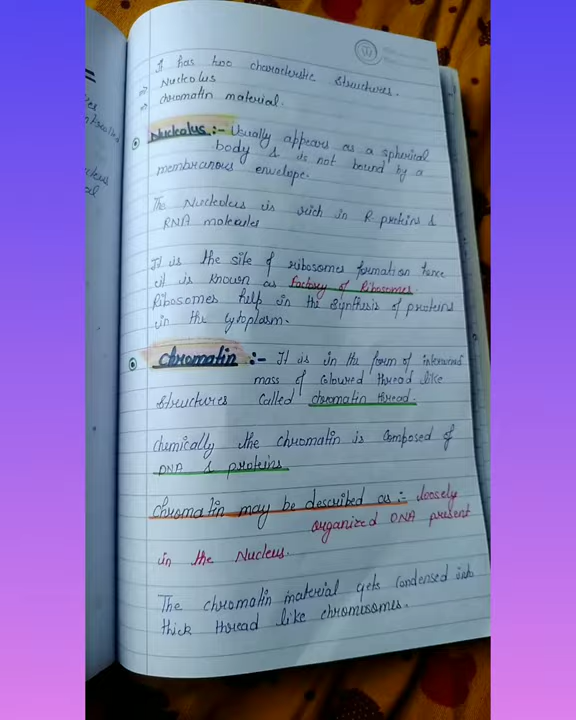 It has two characteristic structures.
=> Nucleolus
=> chromatin material.
Nucleolus :- Usually appears as a spherical
body & its not bound by a
membranous envelope.
The Nucleolus is rich in R proteins &
RNA molecules
It is the site of ribosomes formation hence
it is known as Factory of Ribosomes.
Ribosomes help in the synthesis of proteins
in the cytoplasm.
Chromatin :- It is in the form of
mass of coloured thread like
structures called chromatin thread.
chemically the chromatin is composed of
DNA & proteins
Chromatin may be described as :- loosely
organized DNA present
in the Nucleus.
The chromatin material gets condensed into
thick thread like chromosomes.